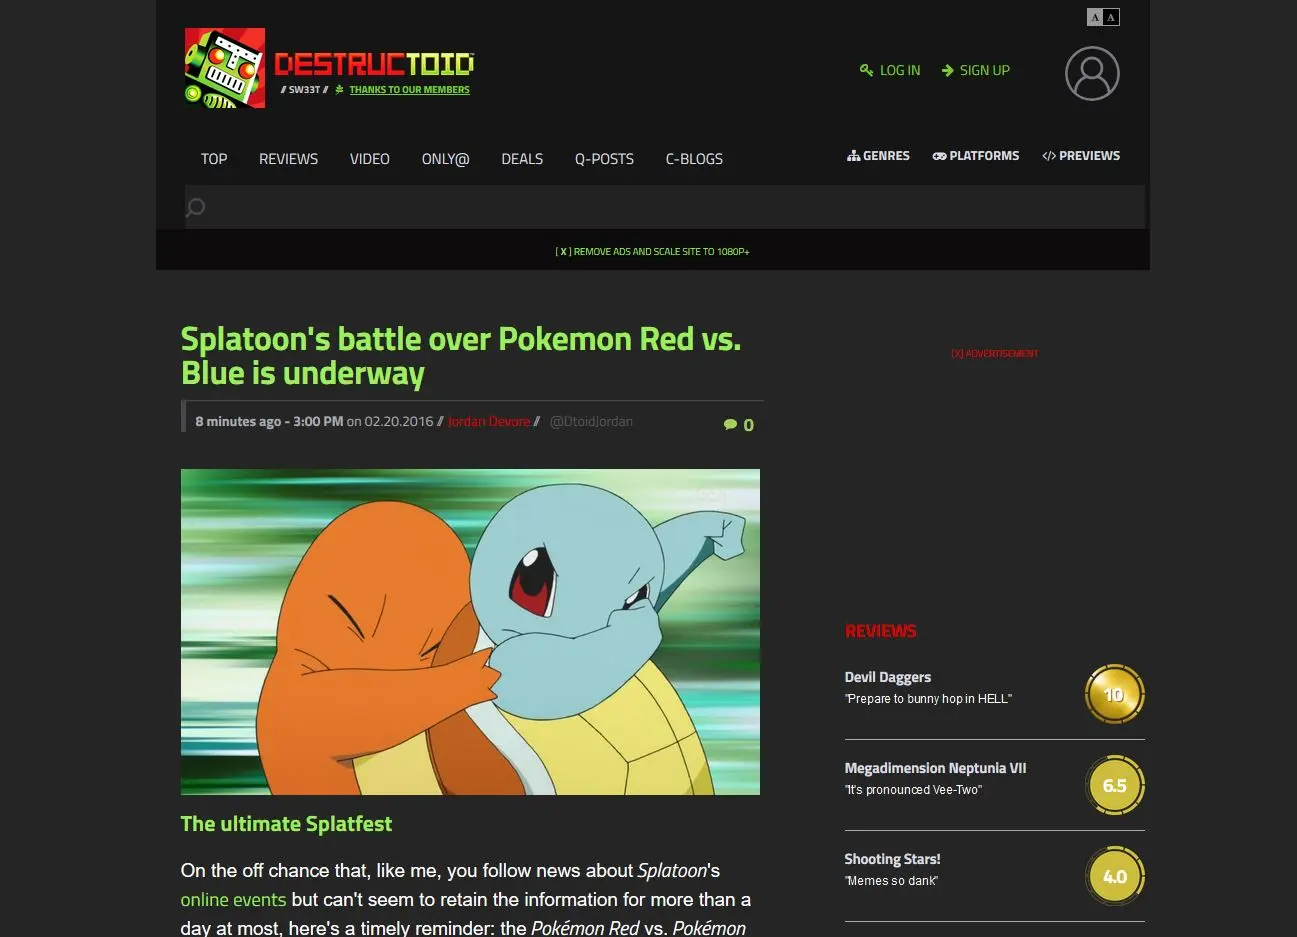 A A
DESTRUCTOID
// SW33T // THANKS TO OUR MEMBERS
LOG IN SIGN UP
TOP REVIEWS VIDEO ONLY@ DEALS Q-POSTS C-BLOGS
GENRES PLATFORMS </> PREVIEWS
[ X ] REMOVE ADS AND SCALE SITE TO 1080P+
Splatoon's battle over Pokemon Red vs.
Blue is underway
8 minutes ago - 3:00 PM on 02.20.2016 // Jordan Devore // @DtoidJordan
0
The ultimate Splatfest
On the off chance that, like me, you follow news about Splatoon's
online events but can't seem to retain the information for more than a
day at most, here's a timely reminder: the Pokémon Red vs. Pokémon
[X] ADVERTISEMENT
REVIEWS
Devil Daggers
"Prepare to bunny hop in HELL"
10
Megadimension Neptunia VII
"It's pronounced Vee-Two"
6.5
Shooting Stars!
"Memes so dank"
4.0